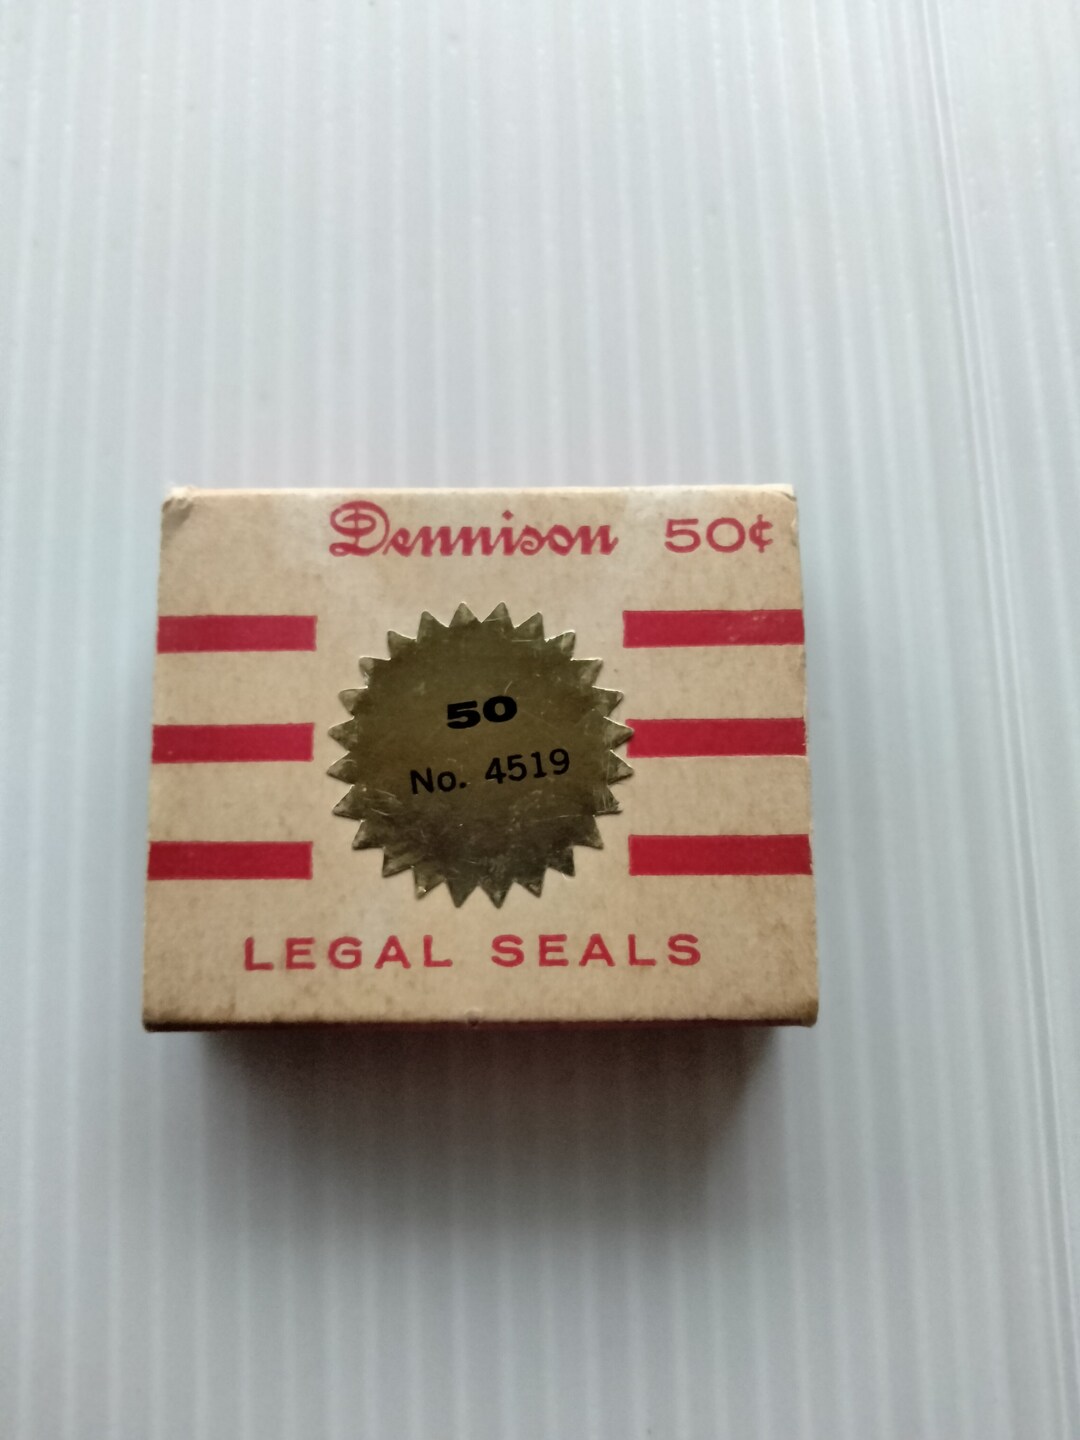 Dennison 50¢
50
No. 4519
LEGAL SEALS